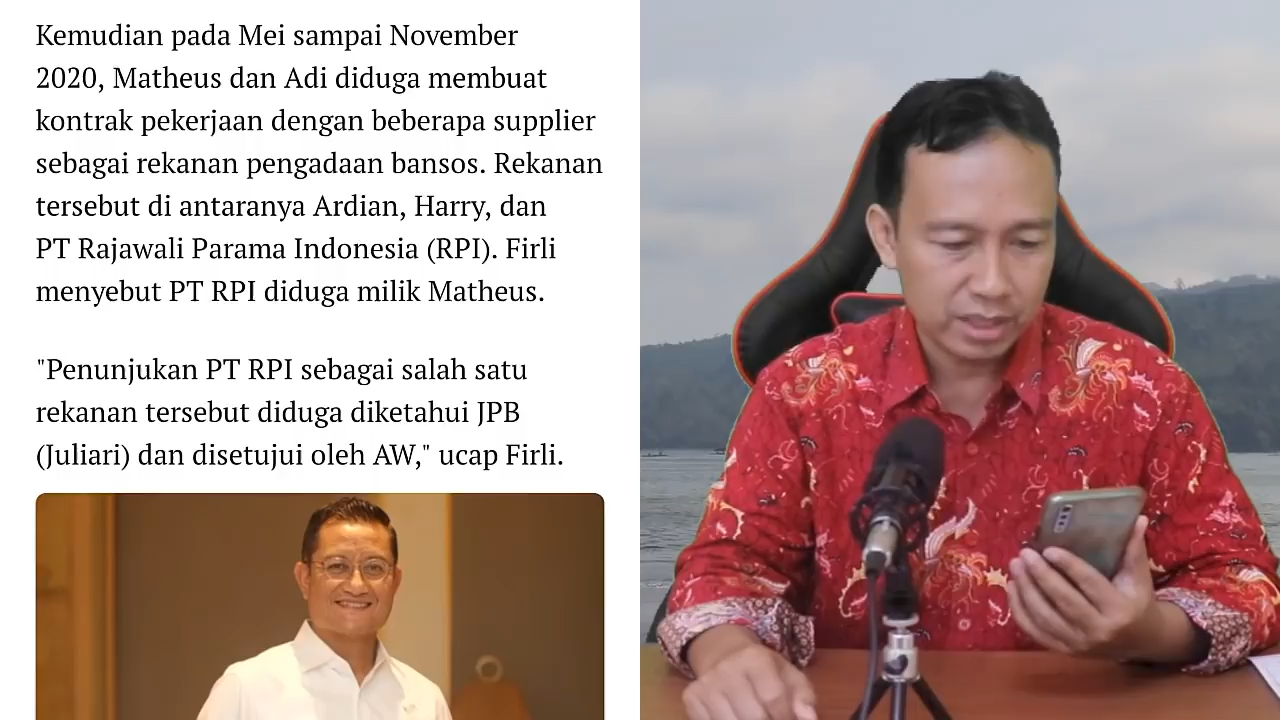 Kemudian pada Mei sampai November
2020, Matheus dan Adi diduga membuat
kontrak pekerjaan dengan beberapa supplier
sebagai rekanan pengadaan bansos. Rekanan
tersebut di antaranya Ardian, Harry, dan
PT Rajawali Parama Indonesia (RPI). Firli
menyebut PT RPI diduga milik Matheus.
"Penunjukan PT RPI sebagai salah satu
rekanan tersebut diduga diketahui JPB
(Juliari) dan disetujui oleh AW," ucap Firli.